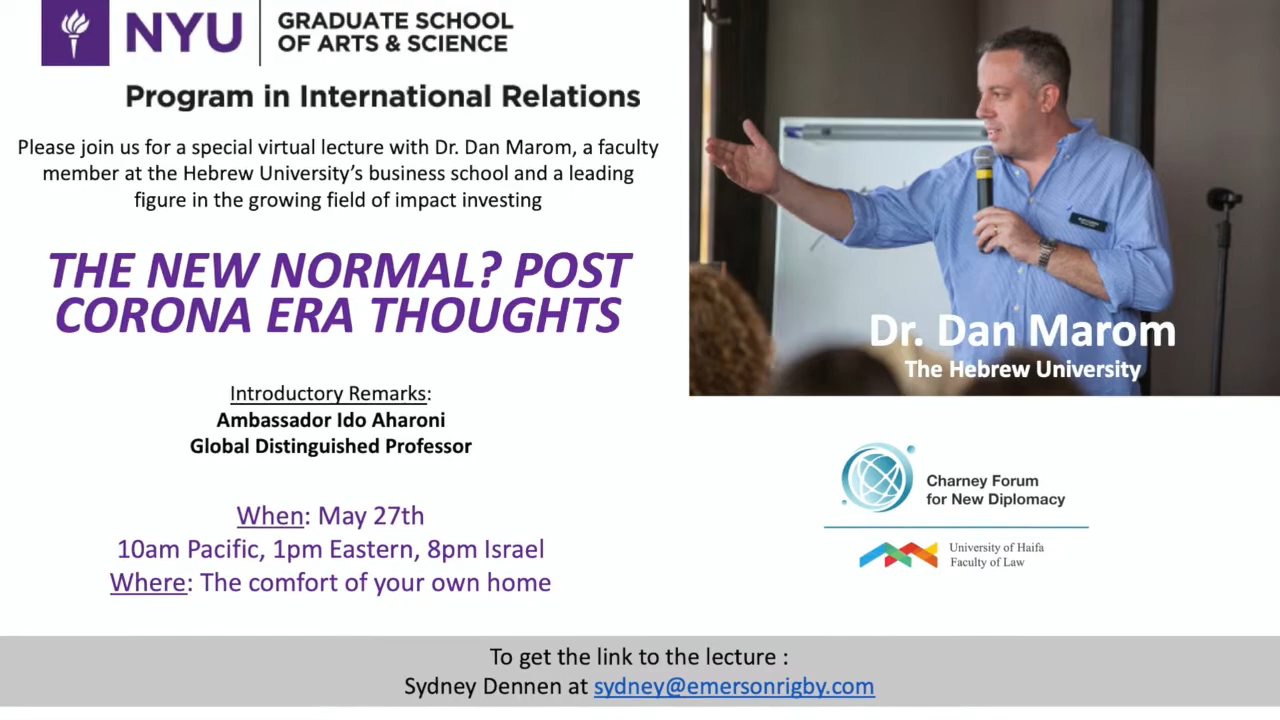 NYU
GRADUATE SCHOOL
OF ARTS & SCIENCE
Program in International Relations
Please join us for a special virtual lecture with Dr. Dan Marom, a faculty
member at the Hebrew University's business school and a leading
figure in the growing field of impact investing
THE NEW NORMAL? POST
CORONA ERA THOUGHTS
Introductory Remarks:
Ambassador Ido Aharoni
Global Distinguished Professor
When: May 27th
10am Pacific, 1pm Eastern, 8pm Israel
Where: The comfort of your own home
Dr. Dan Marom
The Hebrew University
Charney Forum
for New Diplomacy
University of Haifa
Faculty of Law
To get the link to the lecture :
Sydney Dennen at sydney@emersonrigby.com